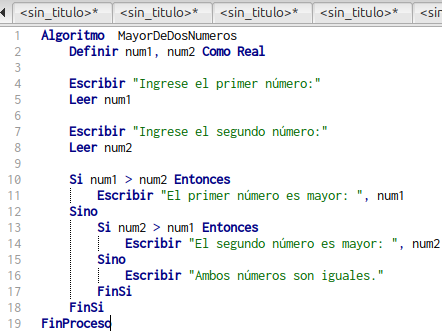 <sin_titulo>* <sin_titulo>* <sin_titulo>* <sin_titulo>* <si
1 Algoritmo MayorDeDosNumeros
2 Definir num1, num2 Como Real
3
4 Escribir "Ingrese el primer número:"
5 Leer num1
6
7 Escribir "Ingrese el segundo número:"
8 Leer num2
9
10 Si num1 > num2 Entonces
11 Escribir "El primer número es mayor: ", num1
12 Sino
13 Si num2 > num1 Entonces
14 Escribir "El segundo número es mayor: ", num2
15 Sino
16 Escribir "Ambos números son iguales."
17 FinSi
18 FinSi
19 FinProceso